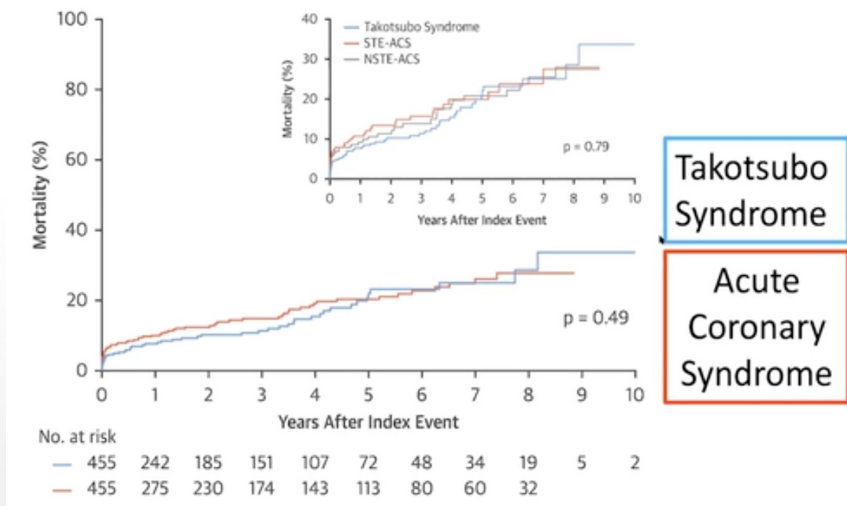 100
80
60
40
20
0
Mortality (%)
0 1 2 3 4 5 6 7 8 9 10
Years After Index Event
p = 0.49
40
30
20
10
0
Mortality (%)
Takotsubo Syndrome
STE-ACS
NSTE-ACS
p = 0.79
0 1 2 3 4 5 6 7 8 9 10
Years After Index Event
No. at risk
455 242 185 151 107 72 48 34 19 5 2
455 275 230 174 143 113 80 60 32
Takotsubo
Syndrome
Acute
Coronary
Syndrome